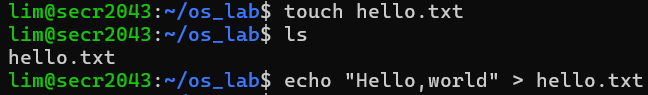 lim@secr2043:~/os_lab$ touch hello.txt
lim@secr2043:~/os_lab$ ls
hello.txt
lim@secr2043:~/os_lab$ echo "Hello,world" > hello.txt